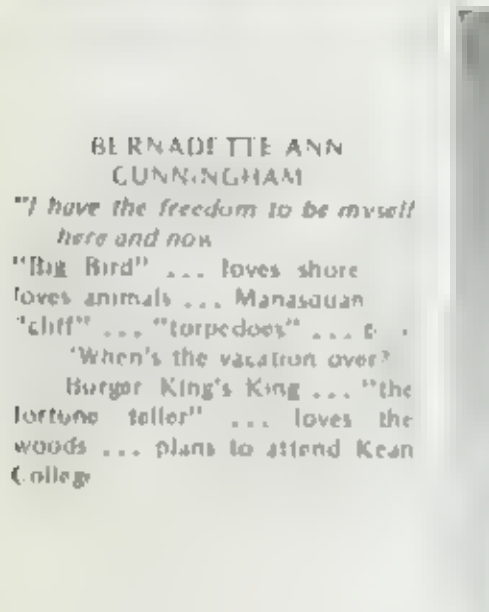 BERNADETTE ANN
CUNNINGHAM
"I have the freedom to be myself
here and now
"Big Bird" ... loves shore
loves animals ... Manasquan
"cliff" ... "torpedoes" ...
"When's the vacation over?
Burger King's King ... "the
fortune teller" ... loves the
woods ... plans to attend Kean
College